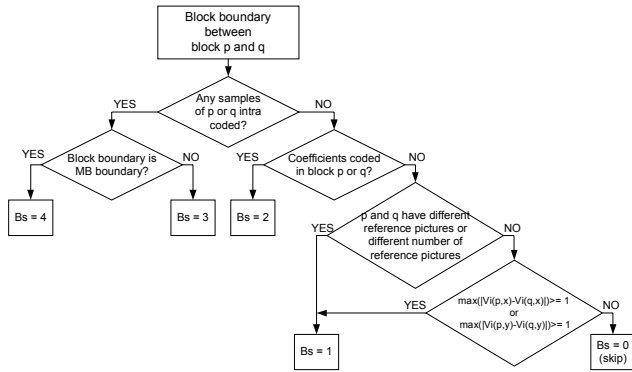 Block boundary
between
block p and q
Any samples
of p or q intra
coded?
YES
NO
Block boundary is
MB boundary?
YES
NO
Coefficients coded
in block p or q?
YES
NO
Bs = 4
Bs = 3
Bs = 2
p and q have different
reference pictures or
different number of
reference pictures
YES
NO
max(|Vi(p,x)-Vi(q,x)|)>= 1
or
max(|Vi(p,y)-Vi(q,y)|)>= 1
YES
NO
Bs = 1
Bs = 0
(skip)